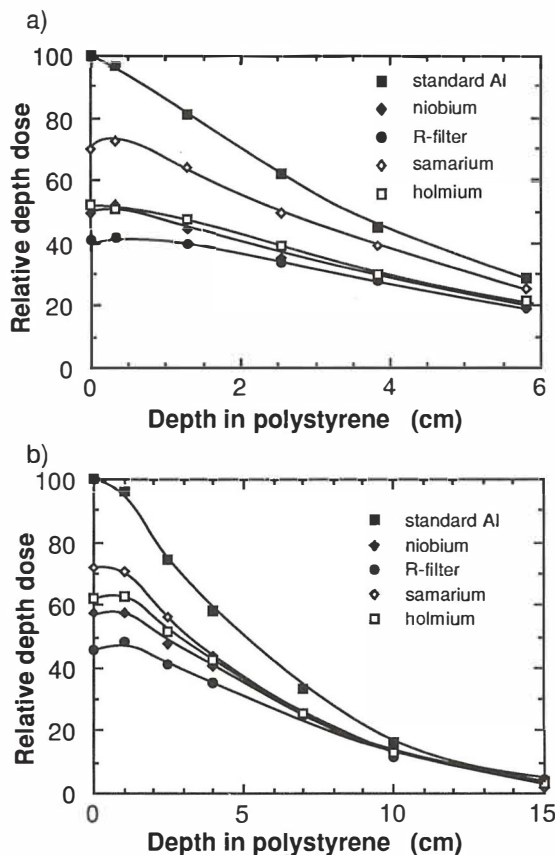 a)
100
80
60
40
20
0
Relative depth dose
standard Al
niobium
R-filter
samarium
holmium
0 2 4 6
Depth in polystyrene (cm)
b)
100
80
60
40
20
0
Relative depth dose
standard Al
niobium
R-filter
samarium
holmium
0 5 10 15
Depth in polystyrene (cm)